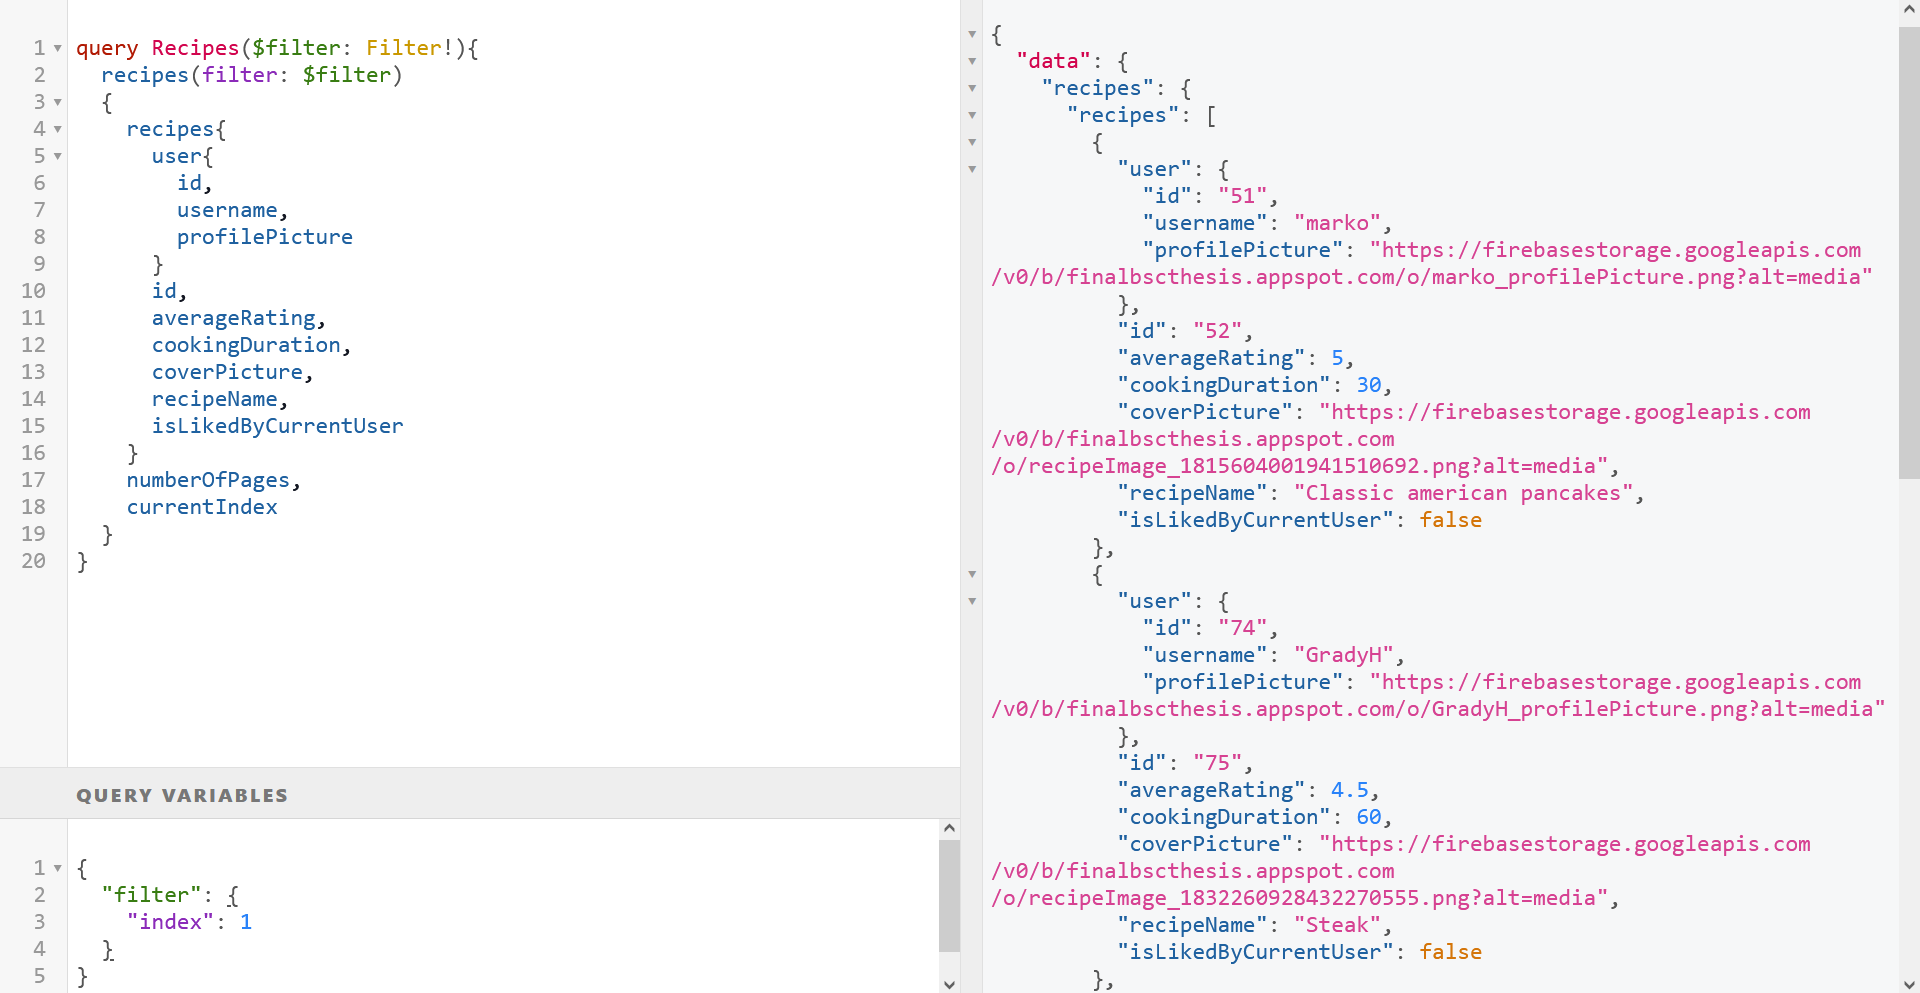 1 query Recipes($filter: Filter!){
2   recipes(filter: $filter)
3   {
4     recipes{
5       user{
6         id,
7         username,
8         profilePicture
9       }
10       id,
11       averageRating,
12       cookingDuration,
13       coverPicture,
14       recipeName,
15       isLikedByCurrentUser
16     }
17     numberOfPages,
18     currentIndex
19   }
20 }
QUERY VARIABLES
1 {
2   "filter": {
3     "index": 1
4   }
5 }
{
  "data": {
    "recipes": {
      "recipes": [
        {
          "user": {
            "id": "51",
            "username": "marko",
            "profilePicture": "https://firebasestorage.googleapis.com
/v0/b/finalbscthesis.appspot.com/o/marko_profilePicture.png?alt=media"
          },
          "id": "52",
          "averageRating": 5,
          "cookingDuration": 30,
          "coverPicture": "https://firebasestorage.googleapis.com
/v0/b/finalbscthesis.appspot.com
/o/recipeImage_1815604001941510692.png?alt=media",
          "recipeName": "Classic american pancakes",
          "isLikedByCurrentUser": false
        },
        {
          "user": {
            "id": "74",
            "username": "GradyH",
            "profilePicture": "https://firebasestorage.googleapis.com
/v0/b/finalbscthesis.appspot.com/o/GradyH_profilePicture.png?alt=media"
          },
          "id": "75",
          "averageRating": 4.5,
          "cookingDuration": 60,
          "coverPicture": "https://firebasestorage.googleapis.com
/v0/b/finalbscthesis.appspot.com
/o/recipeImage_1832260928432270555.png?alt=media",
          "recipeName": "Steak",
          "isLikedByCurrentUser": false
        },